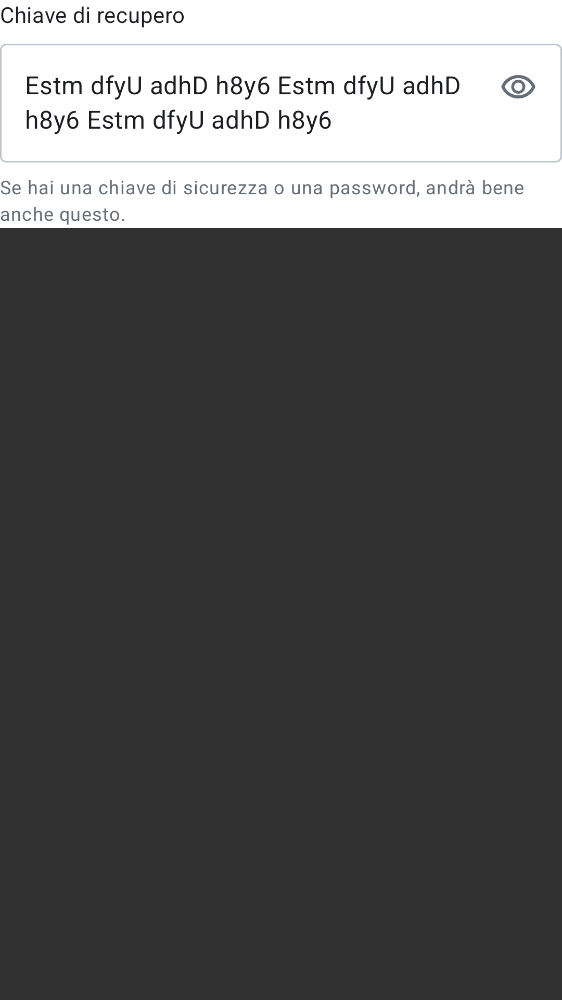 Chiave di recupero
Estm dfyU adhD h8y6 Estm dfyU adhD
h8y6 Estm dfyU adhD h8y6
Se hai una chiave di sicurezza o una password, andrà bene
anche questo.